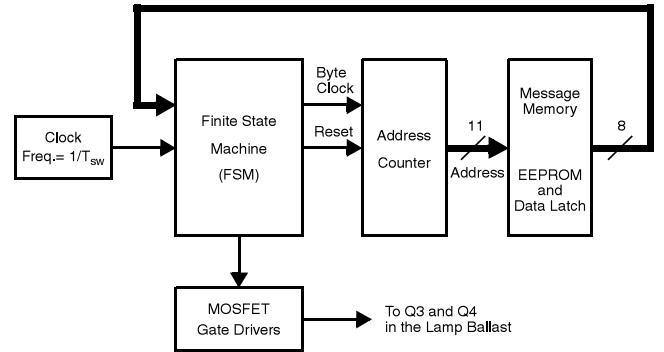 Clock
Freq.= 1/Tsw
Finite State
Machine
(FSM)
Byte
Clock
Reset
Address
Counter
11
Address
Message
Memory
EEPROM
and
Data Latch
8
MOSFET
Gate Drivers
To Q3 and Q4
in the Lamp Ballast